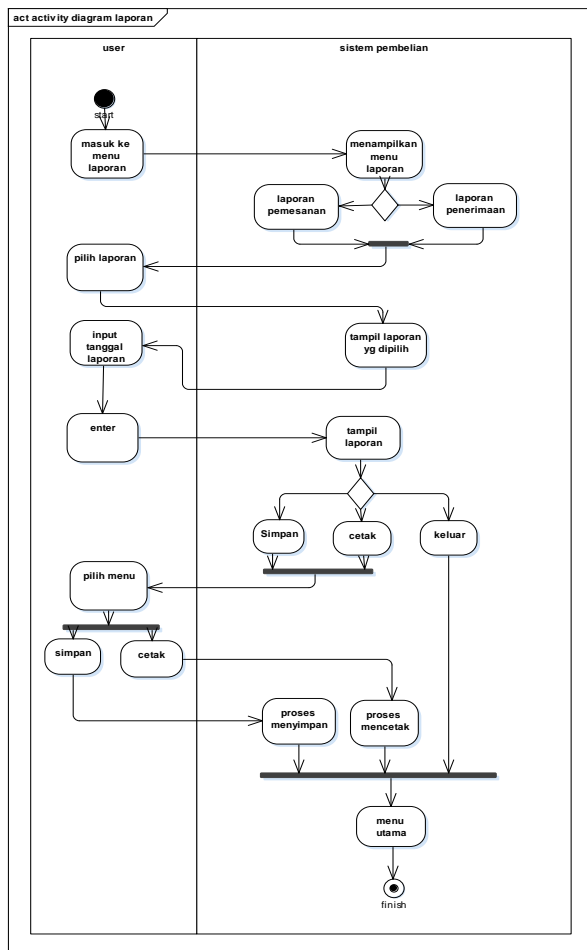 act activity diagram laporan
user
sistem pembelian
start
masuk ke
menu
laporan
menampilkan
menu
laporan
laporan
pemesanan
laporan
penerimaan
pilih laporan
input
tanggal
laporan
tampil laporan
yg dipilih
enter
tampil
laporan
Simpan
cetak
keluar
pilih menu
simpan
cetak
proses
menyimpan
proses
mencetak
menu
utama
finish